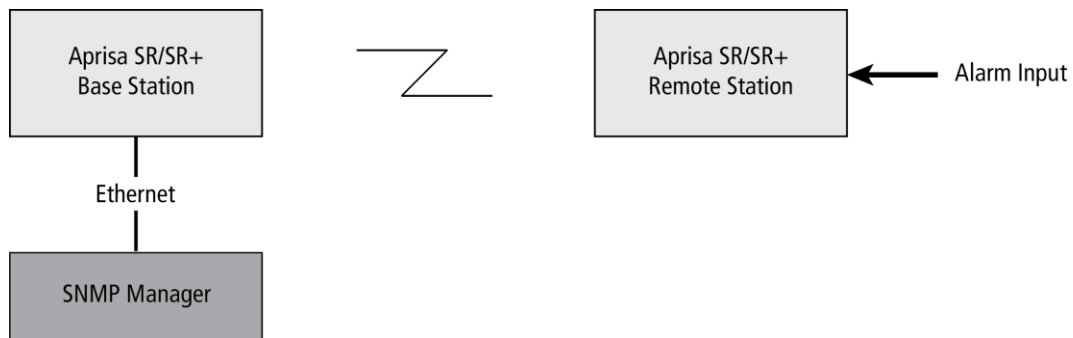 Aprisa SR/SR+
Base Station
Aprisa SR/SR+
Remote Station
Alarm Input
Ethernet
SNMP Manager